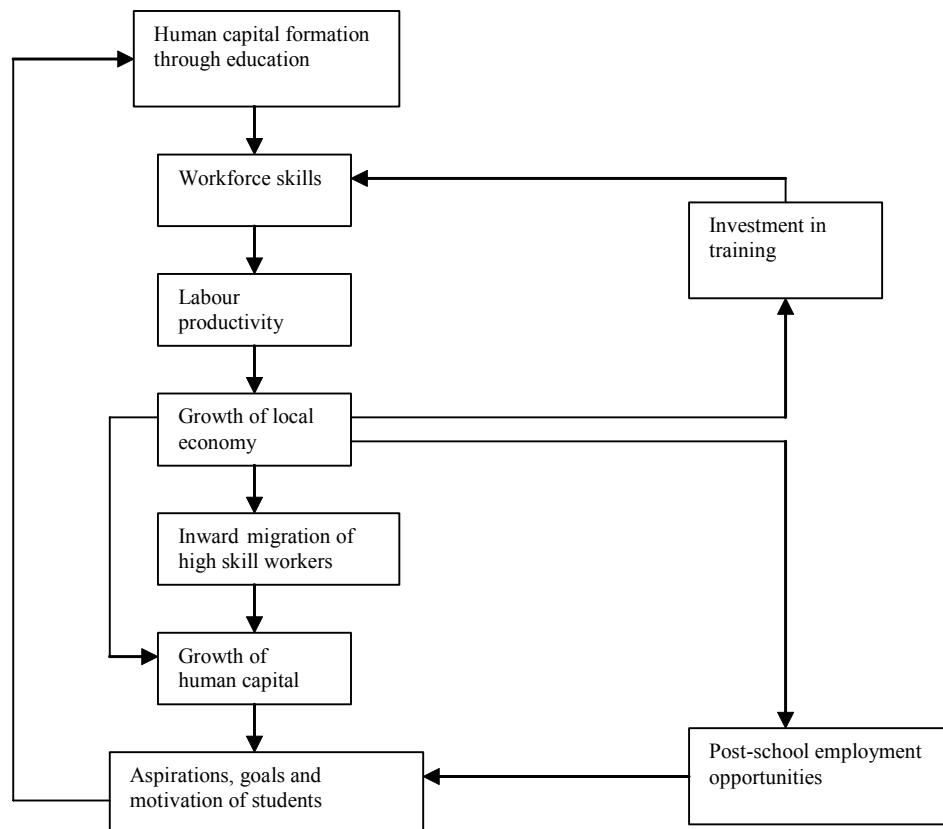 Human capital formation
through education
Workforce skills
Investment in
training
Labour
productivity
Growth of local
economy
Inward migration of
high skill workers
Growth of
human capital
Post-school employment
opportunities
Aspirations, goals and
motivation of students